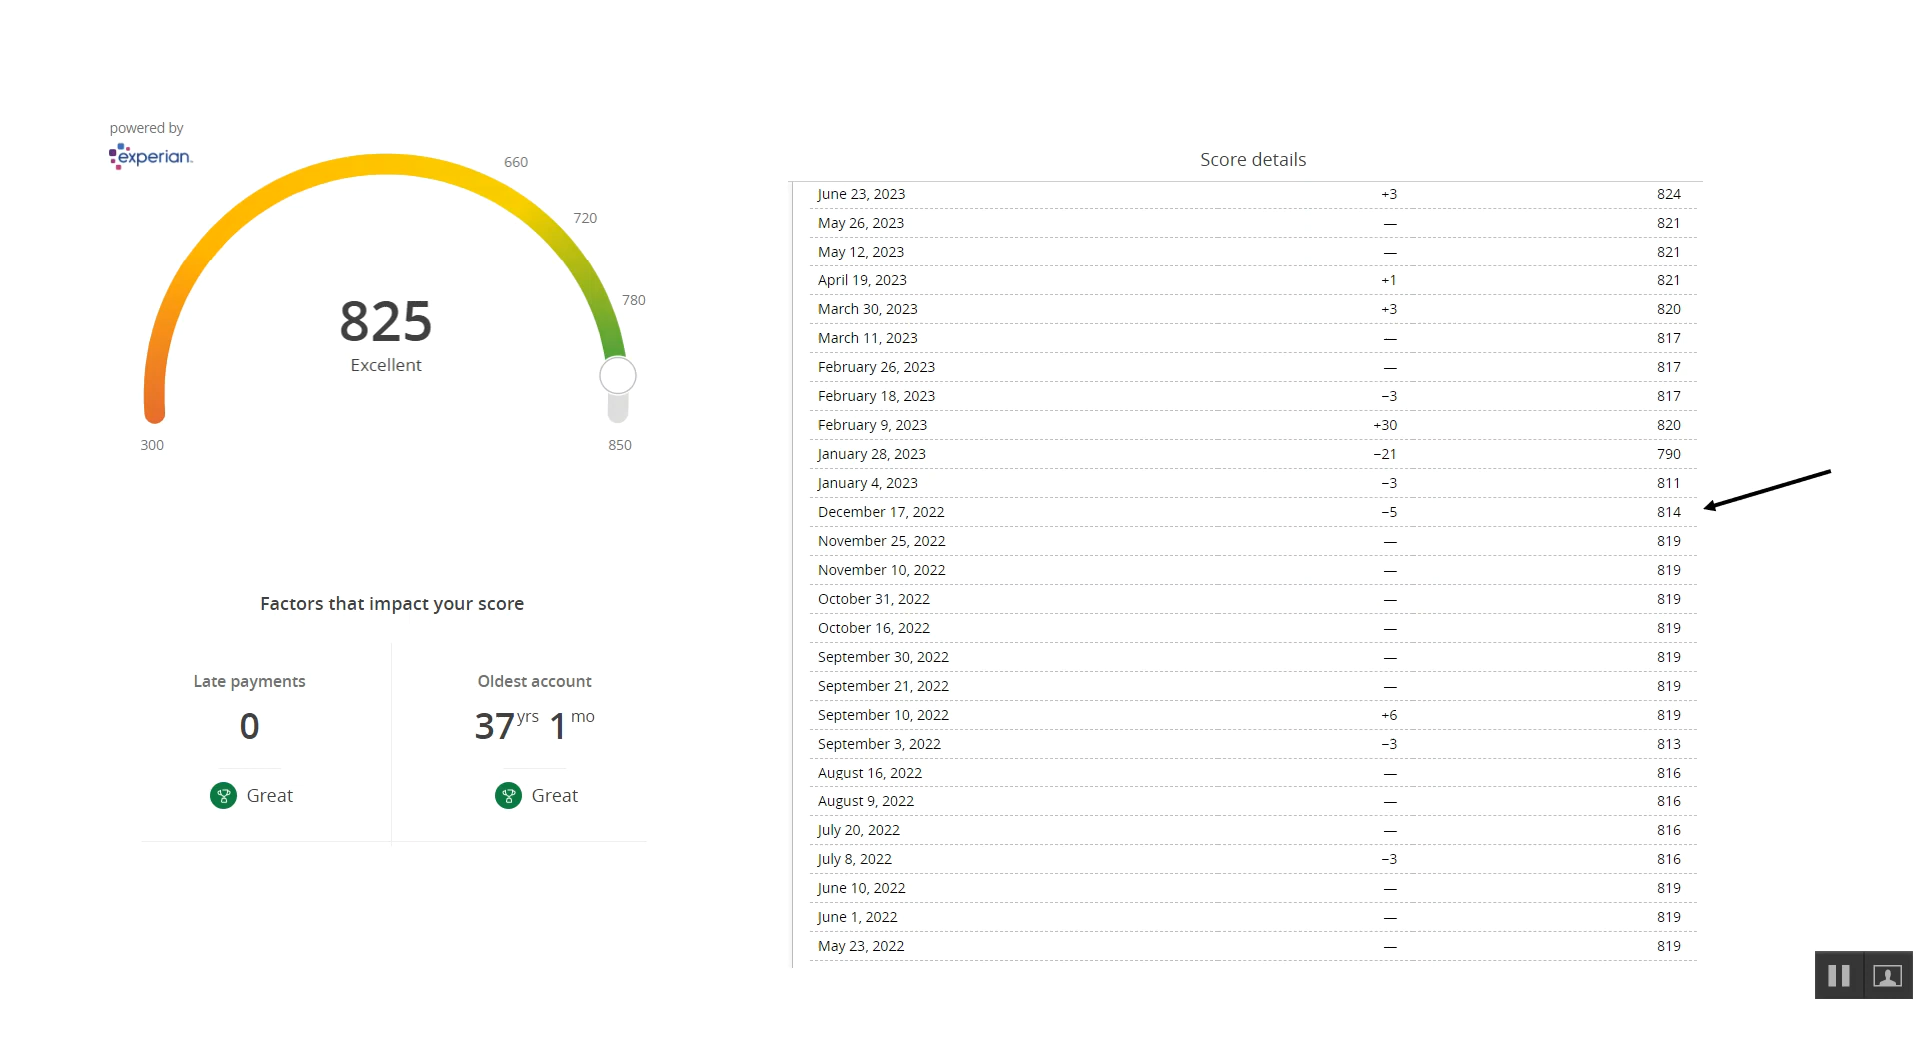 powered by
experian.
660
720
780
825
Excellent
300
850
Factors that impact your score
Late payments
0
Great
Oldest account
37 yrs 1 mo
Great
Score details
June 23, 2023 +3 824
May 26, 2023 — 821
May 12, 2023 — 821
April 19, 2023 +1 821
March 30, 2023 +3 820
March 11, 2023 — 817
February 26, 2023 — 817
February 18, 2023 −3 817
February 9, 2023 +30 820
January 28, 2023 −21 790
January 4, 2023 −3 811
December 17, 2022 −5 814
November 25, 2022 — 819
November 10, 2022 — 819
October 31, 2022 — 819
October 16, 2022 — 819
September 30, 2022 — 819
September 21, 2022 — 819
September 10, 2022 +6 819
September 3, 2022 −3 813
August 16, 2022 — 816
August 9, 2022 — 816
July 20, 2022 — 816
July 8, 2022 −3 816
June 10, 2022 — 819
June 1, 2022 — 819
May 23, 2022 — 819